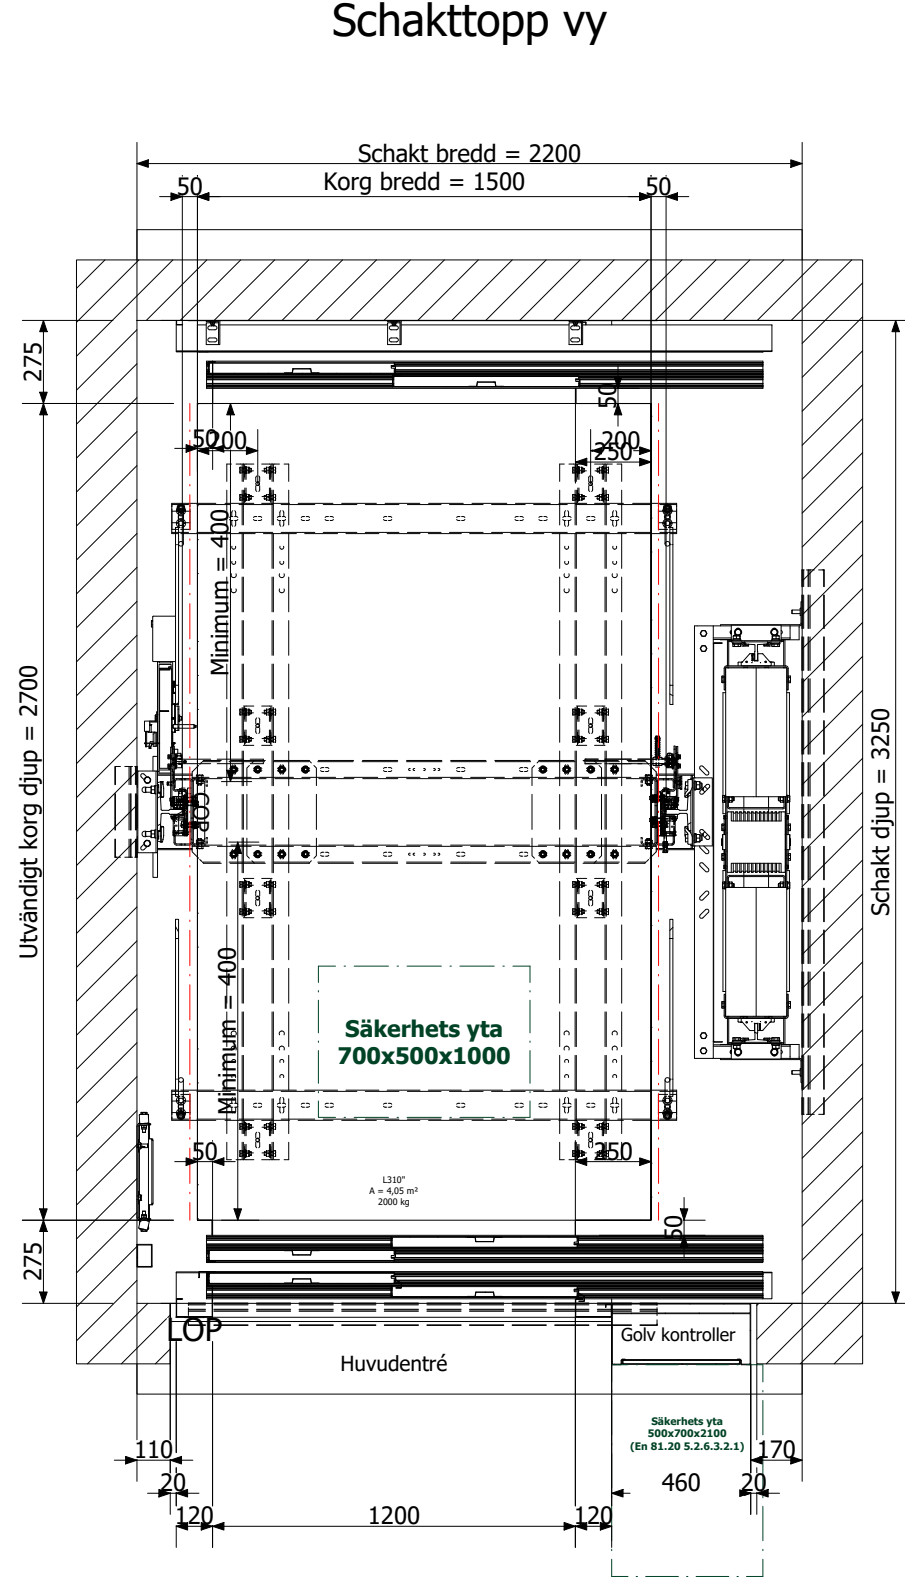 Schakttopp vy
Schakt bredd = 2200
50
Korg bredd = 1500
50
275
50
50
200
200
250
Minimum = 400
Utvändigt korg djup = 2700
Schakt djup = 3250
COP
Minimum = 400
Säkerhets yta
700x500x1000
50
250
L310"
A = 4,05 m²
2000 kg
50
275
LOP
Golv kontroller
Huvudentré
Säkerhets yta
500x700x2100
(En 81.20 5.2.6.3.2.1)
110
170
20
460
20
120
1200
120